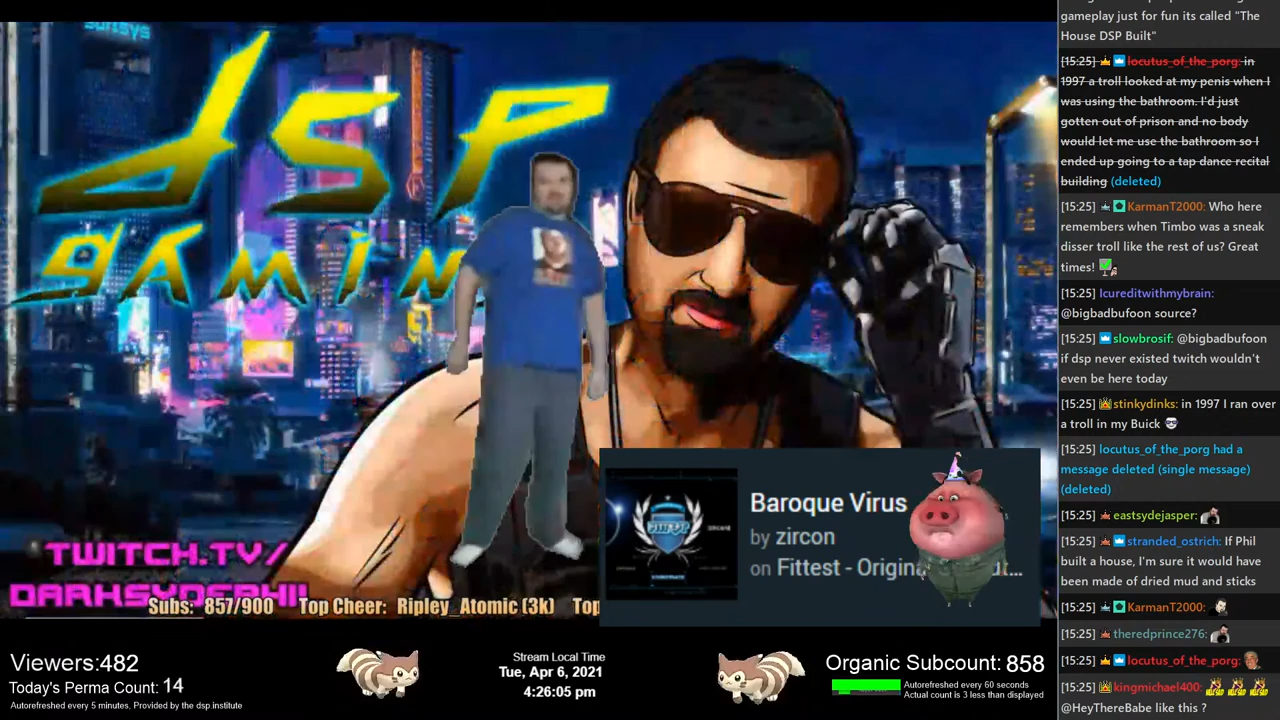 sunsys
dsp
gAmin
TWITCH.TV/
DARKSYDEPHIL
Subs: 857/900 Top Cheer: Ripley_Atomic (3k) Top
Baroque Virus
by zircon
on Fittest - Origina
Viewers:482
Today's Perma Count: 14
Autorefreshed every 5 minutes. Provided by the dsp institute
Stream Local Time
Tue, Apr 6, 2021
4:26:05 pm
Organic Subcount: 858
Autorefreshed every 60 seconds
Actual count is 3 less than displayed
gameplay just for fun its called "The
House DSP Built"
[15:25] locutus_of_the_porg: in
1997 a troll looked at my penis when I
was using the bathroom. I'd just
gotten out of prison and no body
would let me use the bathroom so I
ended up going to a tap dance recital
building (deleted)
[15:25] KarmanT2000: Who here
remembers when Timbo was a sneak
disser troll like the rest of us? Great
times!
[15:25] Icureditwithmybrain:
@bigbadbufoon source?
[15:25] slowbrosif: @bigbadbufoon
if dsp never existed twitch wouldn't
even be here today
[15:25] stinkydinks: in 1997 I ran over
a troll in my Buick
[15:25] locutus_of_the_porg had a
message deleted (single message)
(deleted)
[15:25] eastsydejasper:
[15:25] stranded_ostrich: If Phil
built a house, I'm sure it would have
been made of dried mud and sticks
[15:25] KarmanT2000:
[15:25] theredprince276:
[15:25] locutus_of_the_porg:
[15:25] kingmichael400:
@HeyThereBabe like this ?